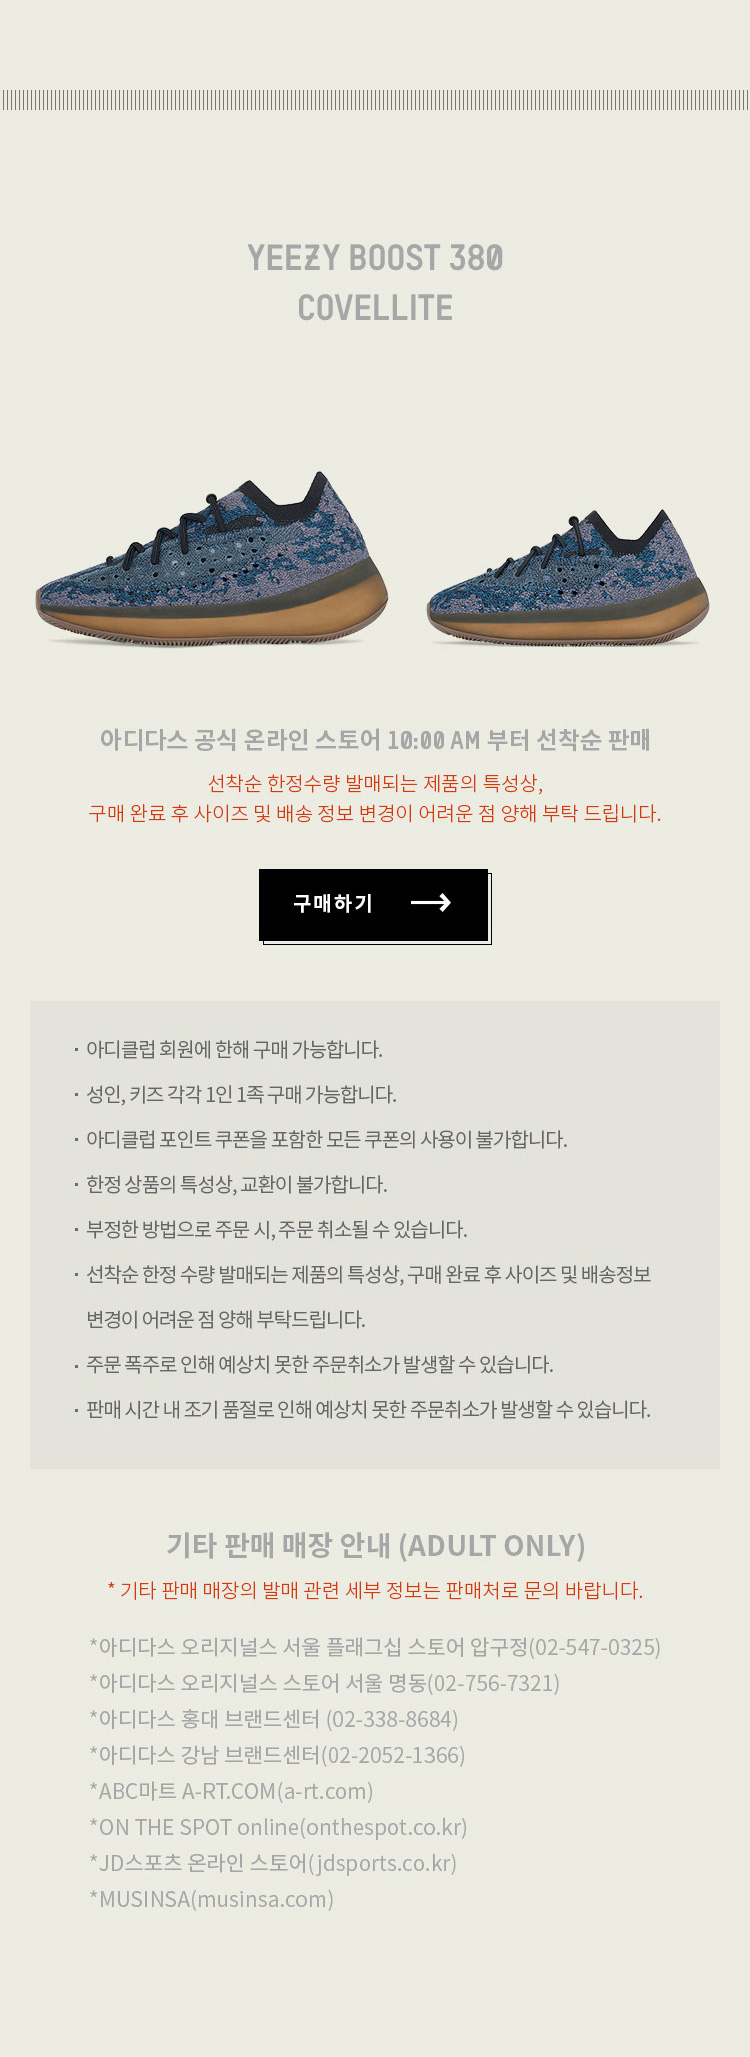 YEEZY BOOST 380
COVELLITE
아디다스 공식 온라인 스토어 10:00 AM 부터 선착순 판매
선착순 한정수량 발매되는 제품의 특성상,
구매 완료 후 사이즈 및 배송 정보 변경이 어려운 점 양해 부탁 드립니다.
구매하기 →
· 아디클럽 회원에 한해 구매 가능합니다.
· 성인, 키즈 각각 1인 1족 구매 가능합니다.
· 아디클럽 포인트 쿠폰을 포함한 모든 쿠폰의 사용이 불가합니다.
· 한정 상품의 특성상, 교환이 불가합니다.
· 부정한 방법으로 주문 시, 주문 취소될 수 있습니다.
· 선착순 한정 수량 발매되는 제품의 특성상, 구매 완료 후 사이즈 및 배송정보
변경이 어려운 점 양해 부탁드립니다.
· 주문 폭주로 인해 예상치 못한 주문취소가 발생할 수 있습니다.
· 판매 시간 내 조기 품절로 인해 예상치 못한 주문취소가 발생할 수 있습니다.
기타 판매 매장 안내 (ADULT ONLY)
* 기타 판매 매장의 발매 관련 세부 정보는 판매처로 문의 바랍니다.
*아디다스 오리지널스 서울 플래그십 스토어 압구정(02-547-0325)
*아디다스 오리지널스 스토어 서울 명동(02-756-7321)
*아디다스 홍대 브랜드센터 (02-338-8684)
*아디다스 강남 브랜드센터(02-2052-1366)
*ABC마트 A-RT.COM(a-rt.com)
*ON THE SPOT online(onthespot.co.kr)
*JD스포츠 온라인 스토어(jdsports.co.kr)
*MUSINSA(musinsa.com)